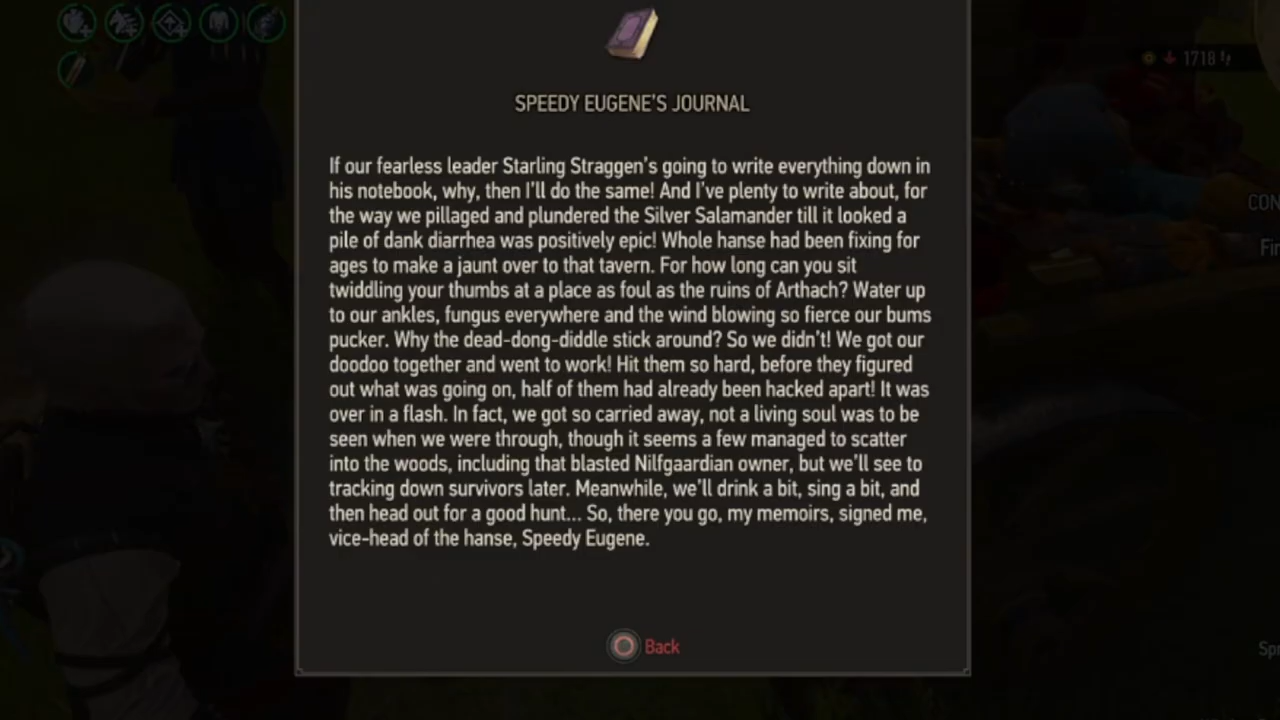 1718
SPEEDY EUGENE'S JOURNAL
If our fearless leader Starling Straggen's going to write everything down in
his notebook, why, then I'll do the same! And I've plenty to write about, for
the way we pillaged and plundered the Silver Salamander till it looked a
pile of dank diarrhea was positively epic! Whole hanse had been fixing for
ages to make a jaunt over to that tavern. For how long can you sit
twiddling your thumbs at a place as foul as the ruins of Arthach? Water up
to our ankles, fungus everywhere and the wind blowing so fierce our bums
pucker. Why the dead-dong-diddle stick around? So we didn't! We got our
doodoo together and went to work! Hit them so hard, before they figured
out what was going on, half of them had already been hacked apart! It was
over in a flash. In fact, we got so carried away, not a living soul was to be
seen when we were through, though it seems a few managed to scatter
into the woods, including that blasted Nilfgaardian owner, but we'll see to
tracking down survivors later. Meanwhile, we'll drink a bit, sing a bit, and
then head out for a good hunt... So, there you go, my memoirs, signed me,
vice-head of the hanse, Speedy Eugene.
Back
CON
Fi
Sp